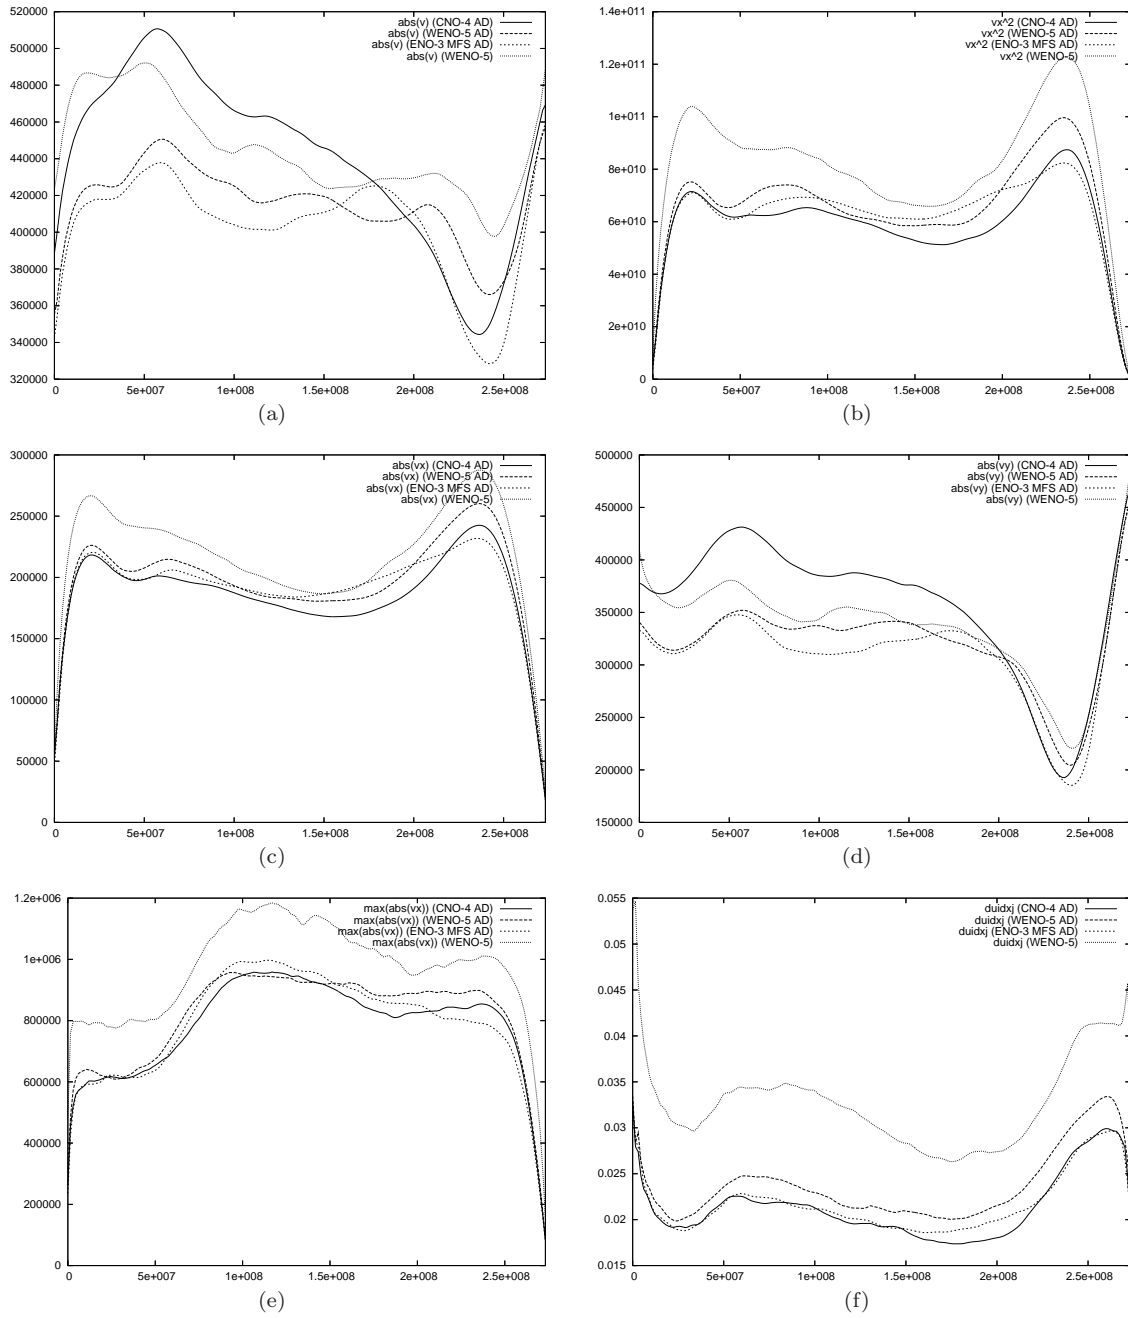 520000
500000
480000
460000
440000
420000
400000
380000
360000
340000
320000
abs(v) (CNO-4 AD)
abs(v) (WENO-5 AD)
abs(v) (ENO-3 MFS AD)
abs(v) (WENO-5)
0 5e+007 1e+008 1.5e+008 2e+008 2.5e+008
(a)
1.4e+011
1.2e+011
1e+011
8e+010
6e+010
4e+010
2e+010
0
vx^2 (CNO-4 AD)
vx^2 (WENO-5 AD)
vx^2 (ENO-3 MFS AD)
vx^2 (WENO-5)
0 5e+007 1e+008 1.5e+008 2e+008 2.5e+008
(b)
300000
250000
200000
150000
100000
50000
0
abs(vx) (CNO-4 AD)
abs(vx) (WENO-5 AD)
abs(vx) (ENO-3 MFS AD)
abs(vx) (WENO-5)
0 5e+007 1e+008 1.5e+008 2e+008 2.5e+008
(c)
500000
450000
400000
350000
300000
250000
200000
150000
abs(vy) (CNO-4 AD)
abs(vy) (WENO-5 AD)
abs(vy) (ENO-3 MFS AD)
abs(vy) (WENO-5)
0 5e+007 1e+008 1.5e+008 2e+008 2.5e+008
(d)
1.2e+006
1e+006
800000
600000
400000
200000
0
max(abs(vx)) (CNO-4 AD)
max(abs(vx)) (WENO-5 AD)
max(abs(vx)) (ENO-3 MFS AD)
max(abs(vx)) (WENO-5)
0 5e+007 1e+008 1.5e+008 2e+008 2.5e+008
(e)
0.055
0.05
0.045
0.04
0.035
0.03
0.025
0.02
0.015
duidxj (CNO-4 AD)
duidxj (WENO-5 AD)
duidxj (ENO-3 MFS AD)
duidxj (WENO-5)
0 5e+007 1e+008 1.5e+008 2e+008 2.5e+008
(f)